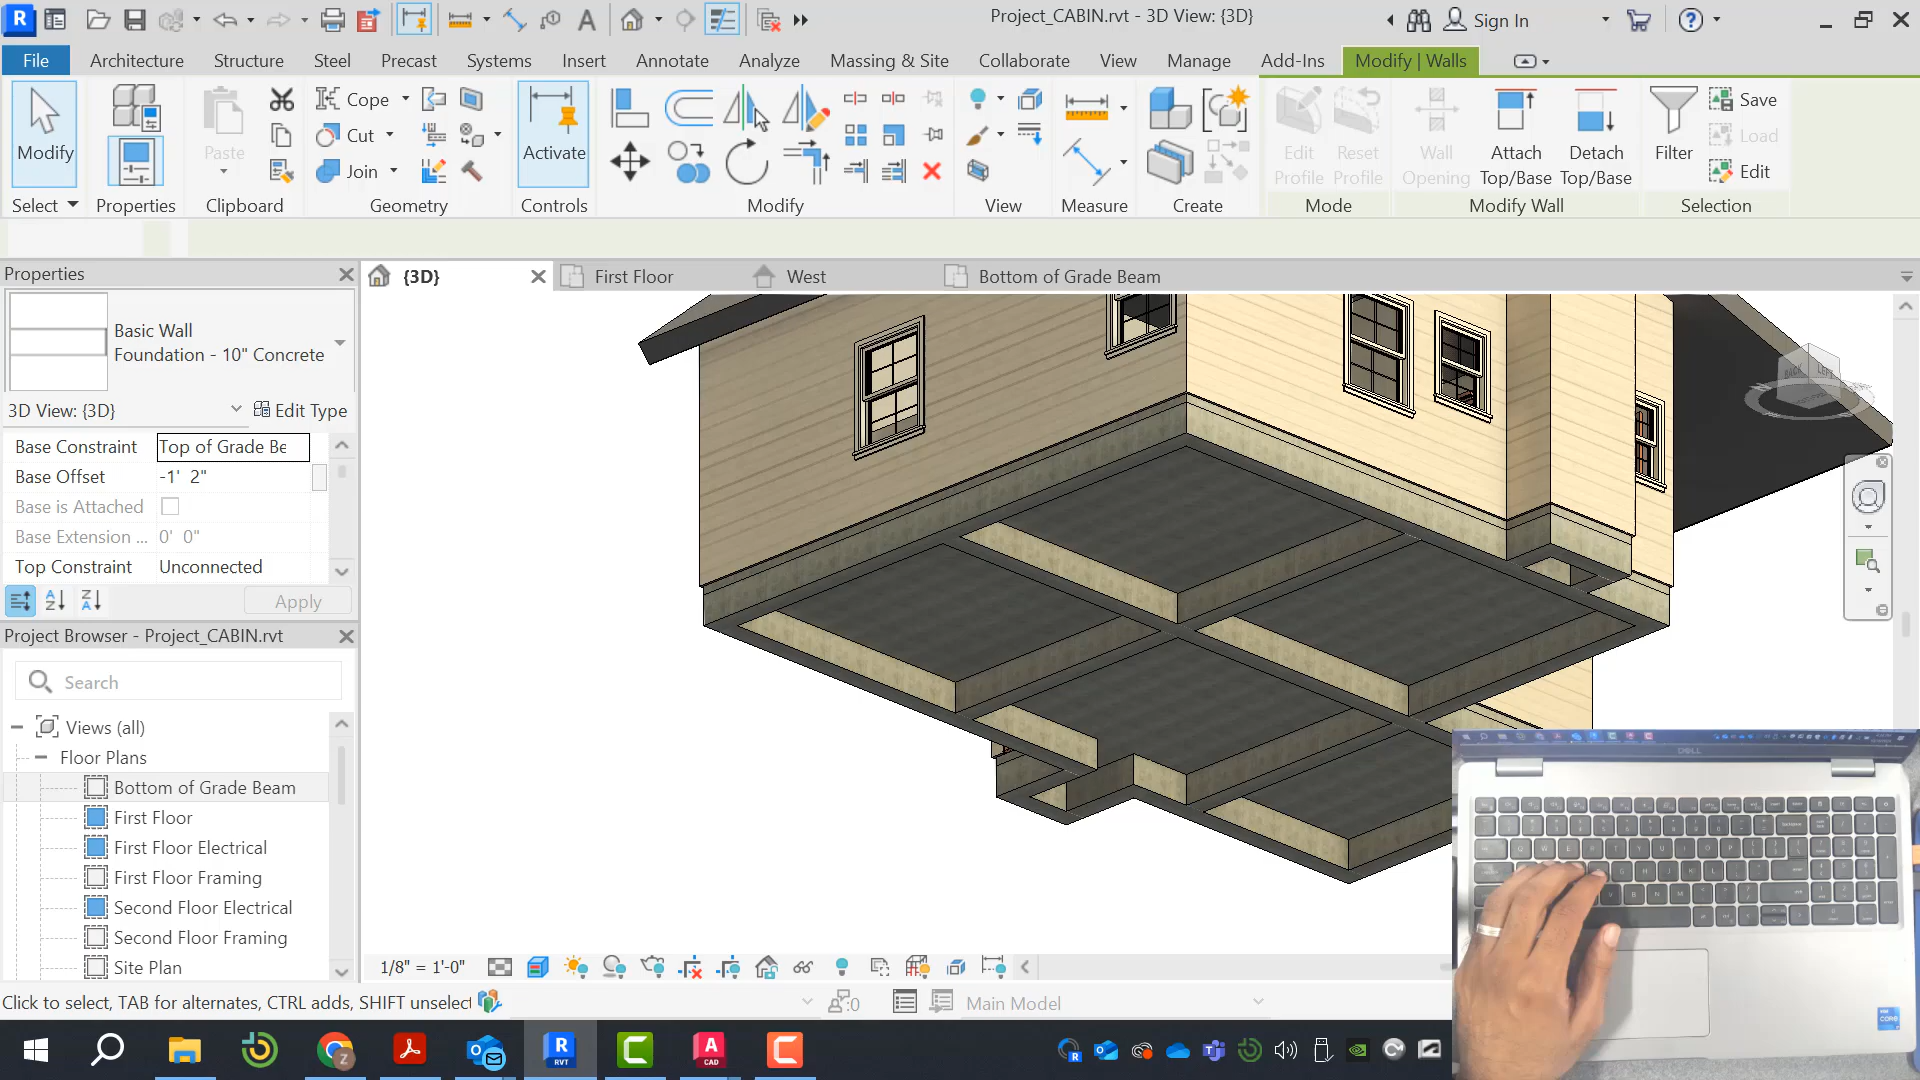 R
Project_CABIN.rvt - 3D View: {3D}
Sign In
File
Architecture
Structure
Steel
Precast
Systems
Insert
Annotate
Analyze
Massing & Site
Collaborate
View
Manage
Add-Ins
Modify | Walls
Modify
Paste
Cope
Cut
Join
Activate
Edit
Profile
Reset
Profile
Wall
Opening
Attach
Top/Base
Detach
Top/Base
Filter
Save
Load
Edit
Select
Properties
Clipboard
Geometry
Controls
Modify
View
Measure
Create
Mode
Modify Wall
Selection
Properties
{3D}
First Floor
West
Bottom of Grade Beam
Basic Wall
Foundation - 10" Concrete
3D View: {3D}
Edit Type
Base Constraint
Top of Grade Be
Base Offset
-1' 2"
Base is Attached
Base Extension ...
0' 0"
Top Constraint
Unconnected
Apply
Project Browser - Project_CABIN.rvt
Search
Views (all)
Floor Plans
Bottom of Grade Beam
First Floor
First Floor Electrical
First Floor Framing
Second Floor Electrical
Second Floor Framing
Site Plan
BACK
LEFT
1/8" = 1'-0"
Click to select, TAB for alternates, CTRL adds, SHIFT unselect
:0
Main Model
R
RVT
A
CAD
DELL